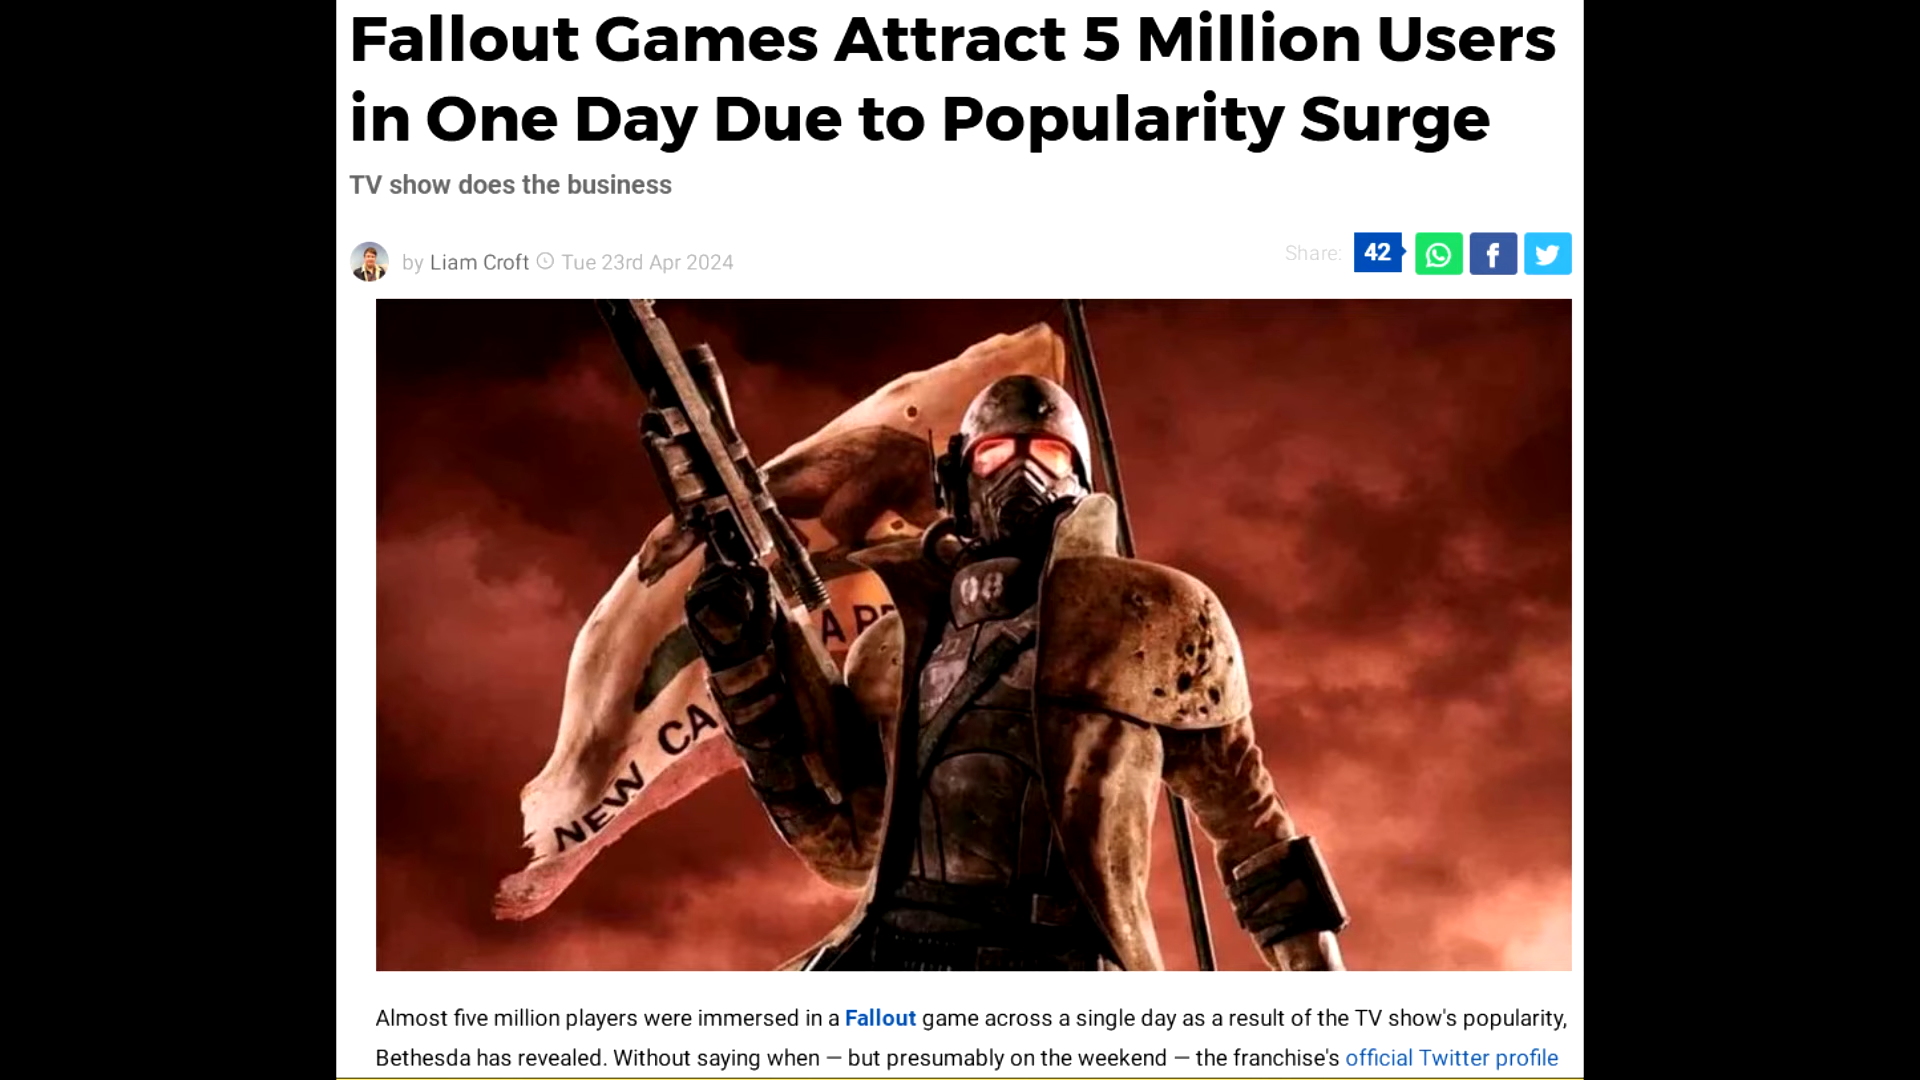 Fallout Games Attract 5 Million Users
in One Day Due to Popularity Surge
TV show does the business
by Liam Croft Tue 23rd Apr 2024
Share: 42
08
A RE
NEW CA
Almost five million players were immersed in a Fallout game across a single day as a result of the TV show's popularity,
Bethesda has revealed. Without saying when — but presumably on the weekend — the franchise's official Twitter profile